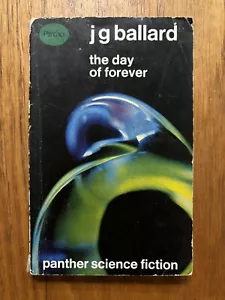 j g ballard
the day
of forever
panther science fiction